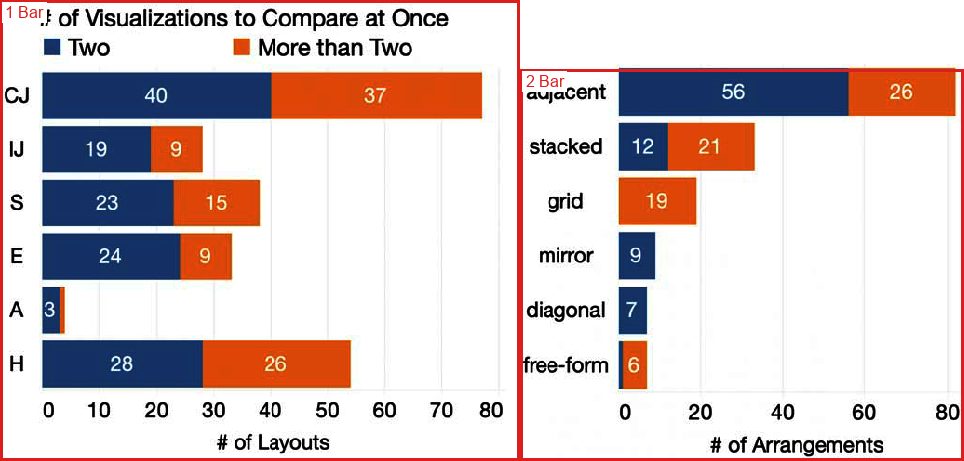 1 Bar
# of Visualizations to Compare at Once
Two More than Two
CJ 40 37
IJ 19 9
S 23 15
E 24 9
A 3
H 28 26
0 10 20 30 40 50 60 70 80
# of Layouts
2 Bar
adjacent 56 26
stacked 12 21
grid 19
mirror 9
diagonal 7
free-form 6
0 20 40 60 80
# of Arrangements